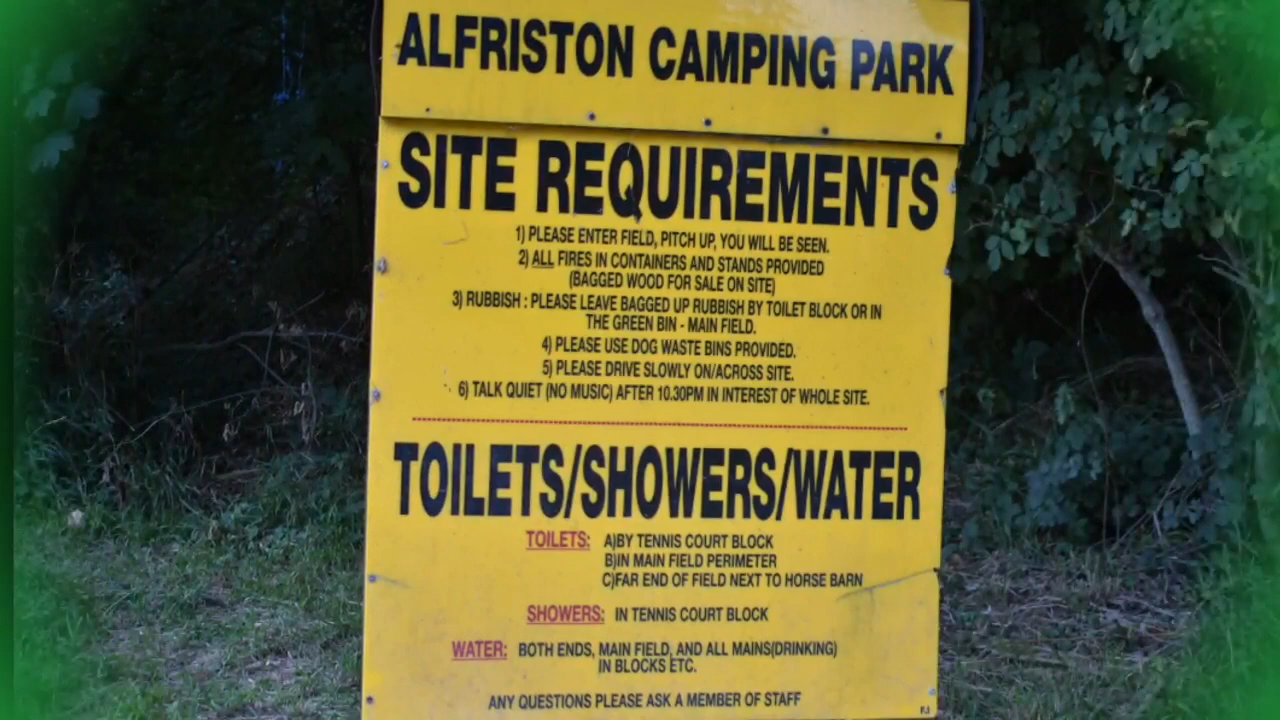 ALFRISTON CAMPING PARK
SITE REQUIREMENTS
1) PLEASE ENTER FIELD, PITCH UP, YOU WILL BE SEEN.
2) ALL FIRES IN CONTAINERS AND STANDS PROVIDED
(BAGGED WOOD FOR SALE ON SITE)
3) RUBBISH : PLEASE LEAVE BAGGED UP RUBBISH BY TOILET BLOCK OR IN
THE GREEN BIN - MAIN FIELD.
4) PLEASE USE DOG WASTE BINS PROVIDED.
5) PLEASE DRIVE SLOWLY ON/ACROSS SITE.
6) TALK QUIET (NO MUSIC) AFTER 10.30PM IN INTEREST OF WHOLE SITE.
TOILETS/SHOWERS/WATER
TOILETS: A)BY TENNIS COURT BLOCK
B)IN MAIN FIELD PERIMETER
C)FAR END OF FIELD NEXT TO HORSE BARN
SHOWERS: IN TENNIS COURT BLOCK
WATER: BOTH ENDS, MAIN FIELD, AND ALL MAINS(DRINKING)
IN BLOCKS ETC.
ANY QUESTIONS PLEASE ASK A MEMBER OF STAFF